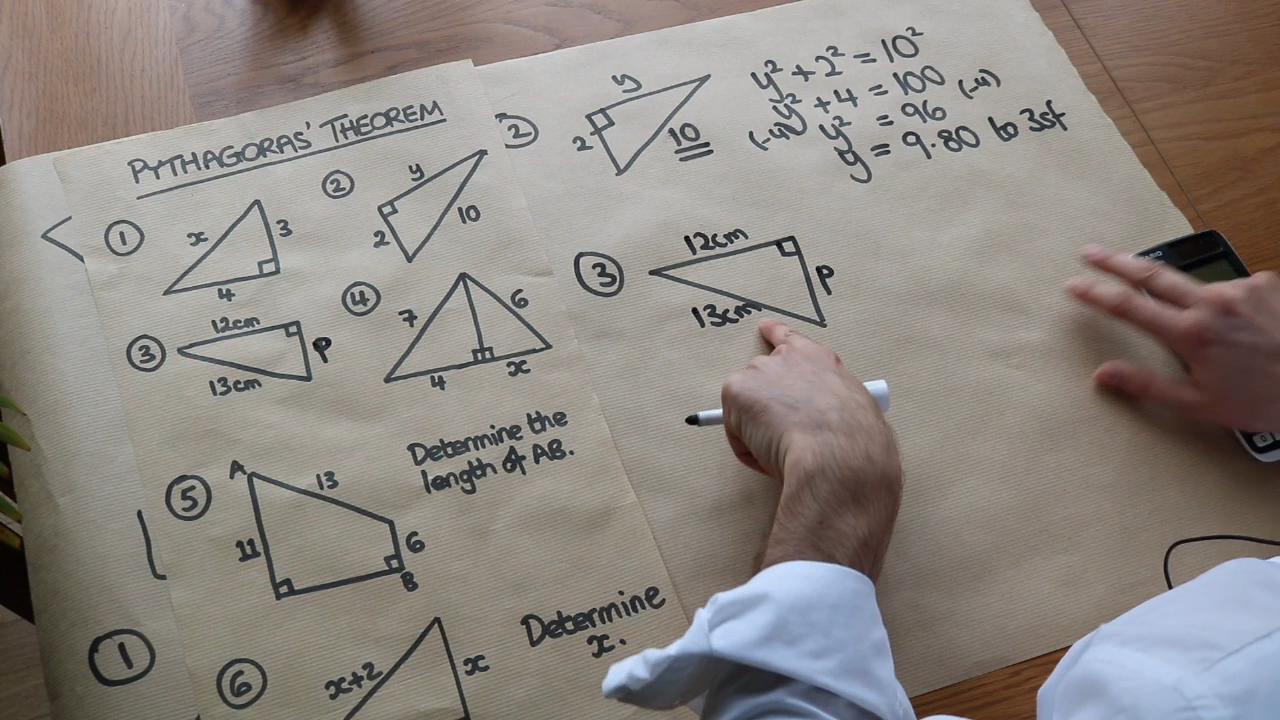 PYTHAGORAS' THEOREM
① x 3 4
② y 2 10
③ 12cm P 13cm
④ 7 6 4 x
⑤ A 13 11 6 B
Determine the
length of AB.
①
⑥ x+2 x
Determine
x.
② y 2 10
y² + 2² = 10²
(-4) y² + 4 = 100 (-4)
y² = 96
y = 9.80 to 3sf
③ 12cm P 13cm
CASIO